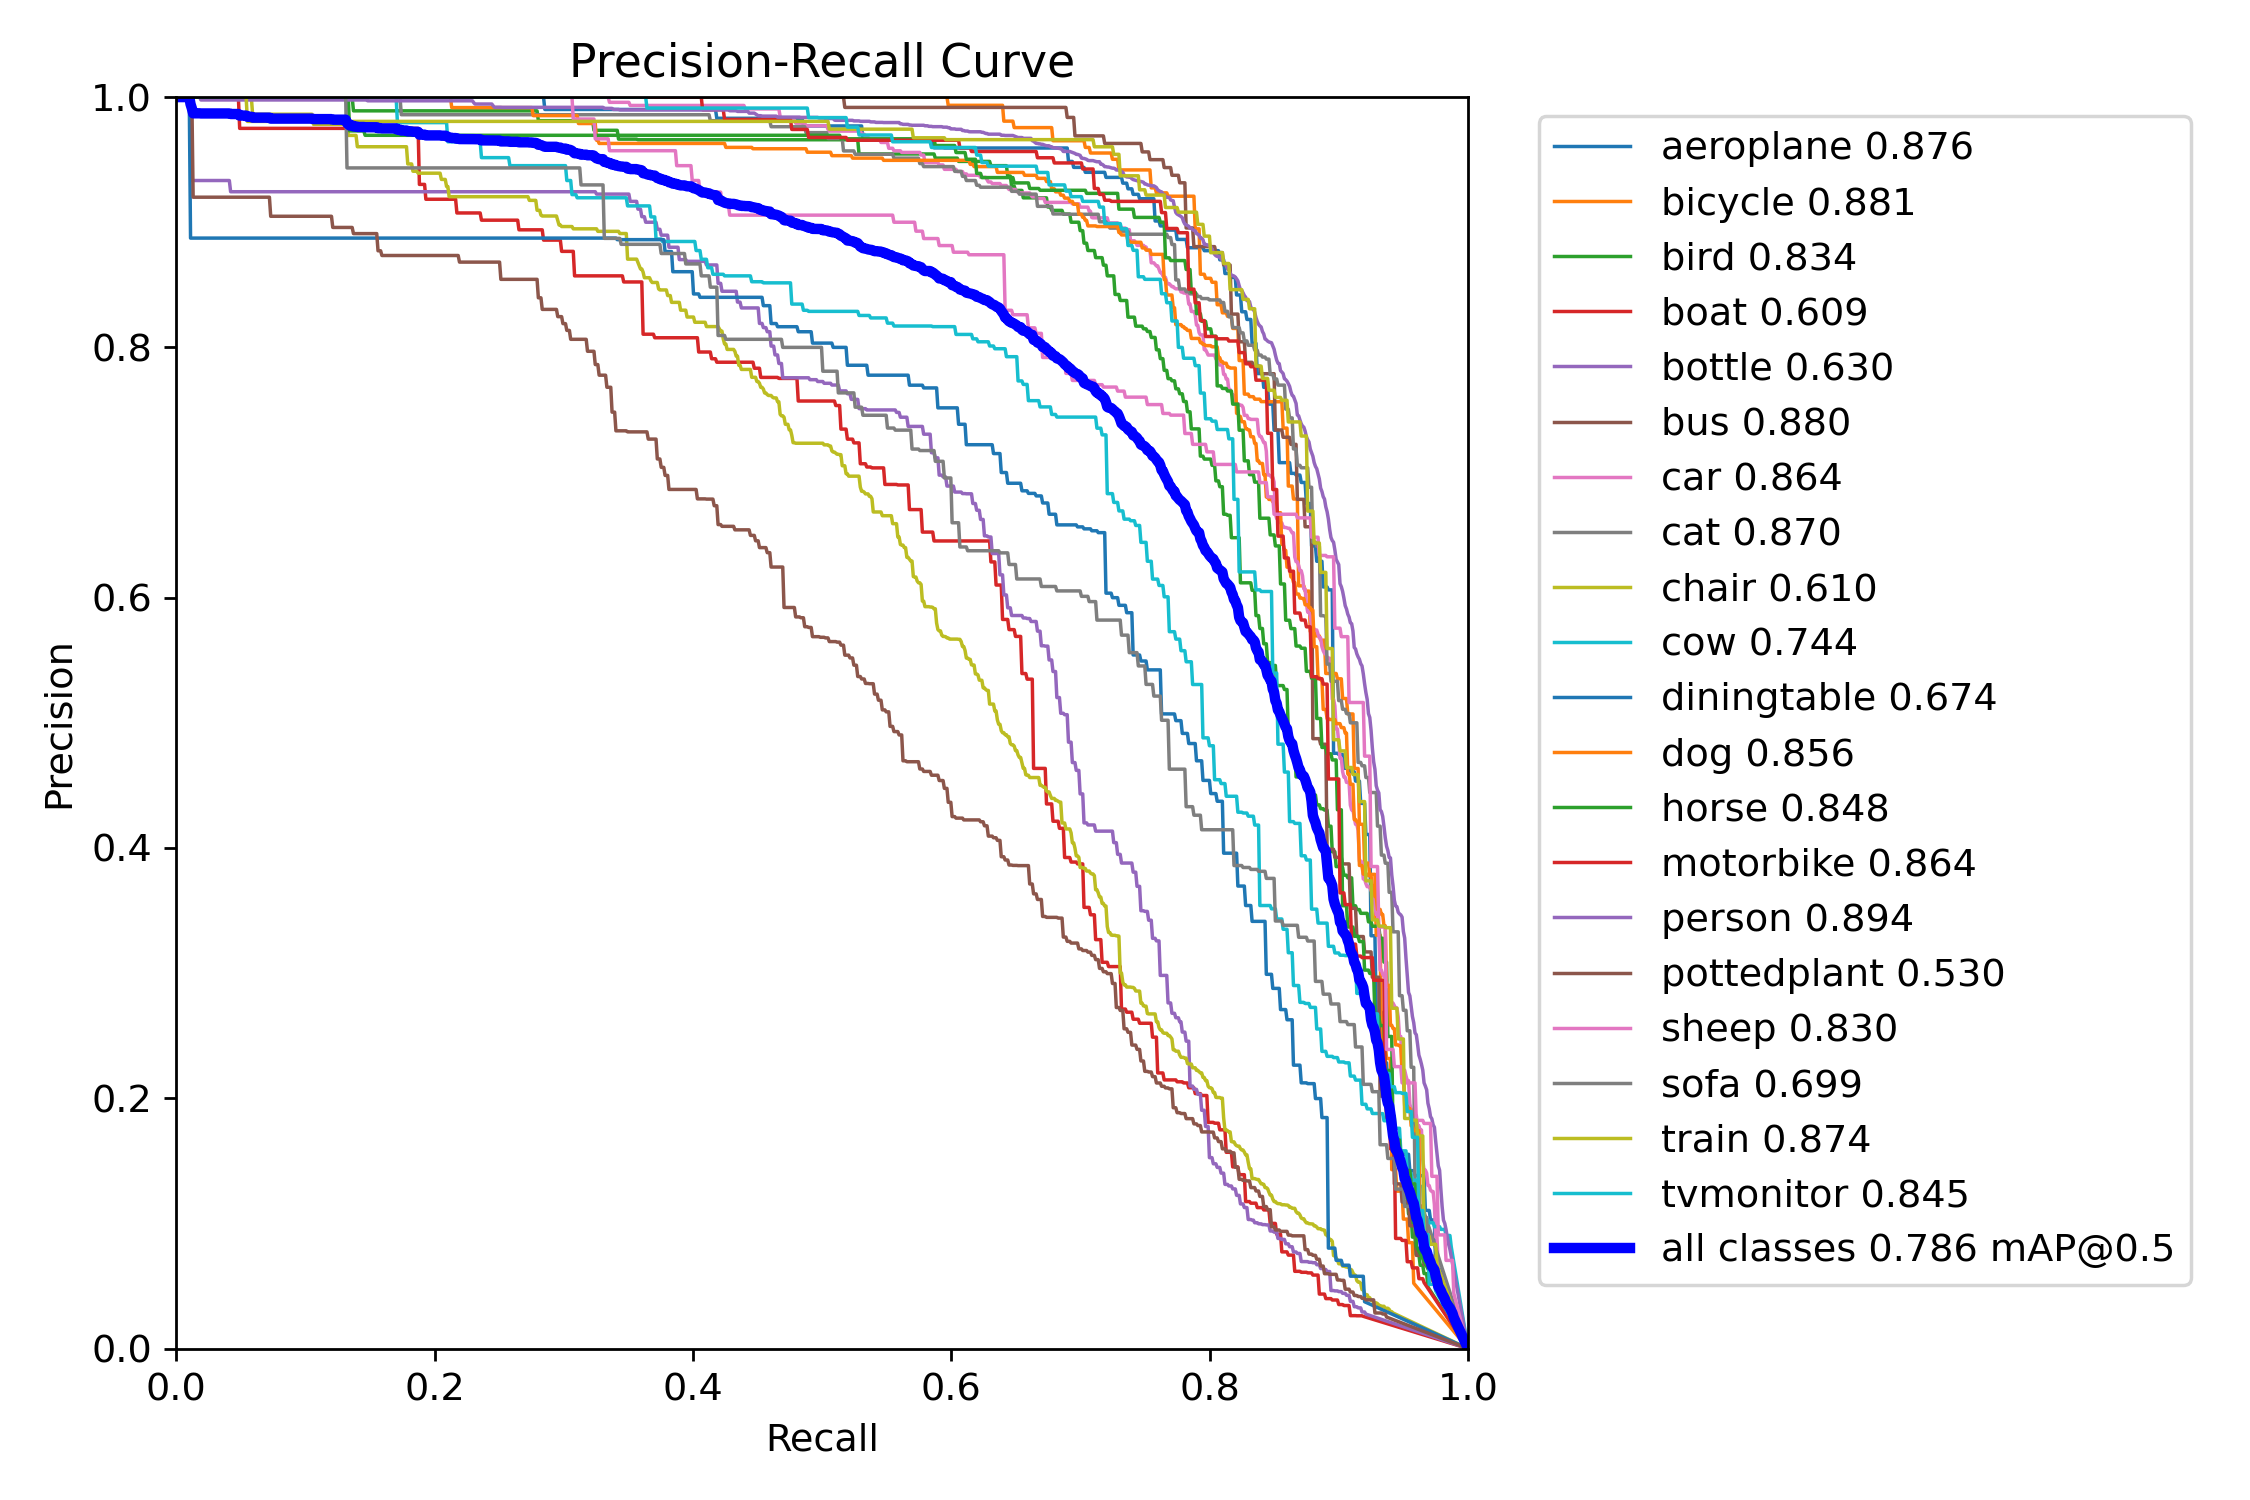 Precision-Recall Curve
1.0
0.8
0.6
0.4
0.2
0.0
Precision
0.0 0.2 0.4 0.6 0.8 1.0
Recall
aeroplane 0.876
bicycle 0.881
bird 0.834
boat 0.609
bottle 0.630
bus 0.880
car 0.864
cat 0.870
chair 0.610
cow 0.744
diningtable 0.674
dog 0.856
horse 0.848
motorbike 0.864
person 0.894
pottedplant 0.530
sheep 0.830
sofa 0.699
train 0.874
tvmonitor 0.845
all classes 0.786 mAP@0.5